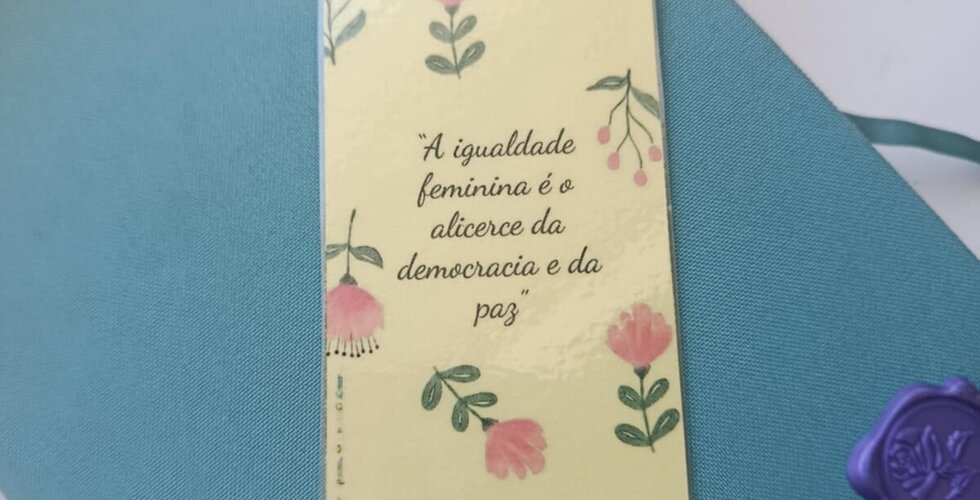 "A igualdade
feminina é o
alicerce da
democracia e da
paz"